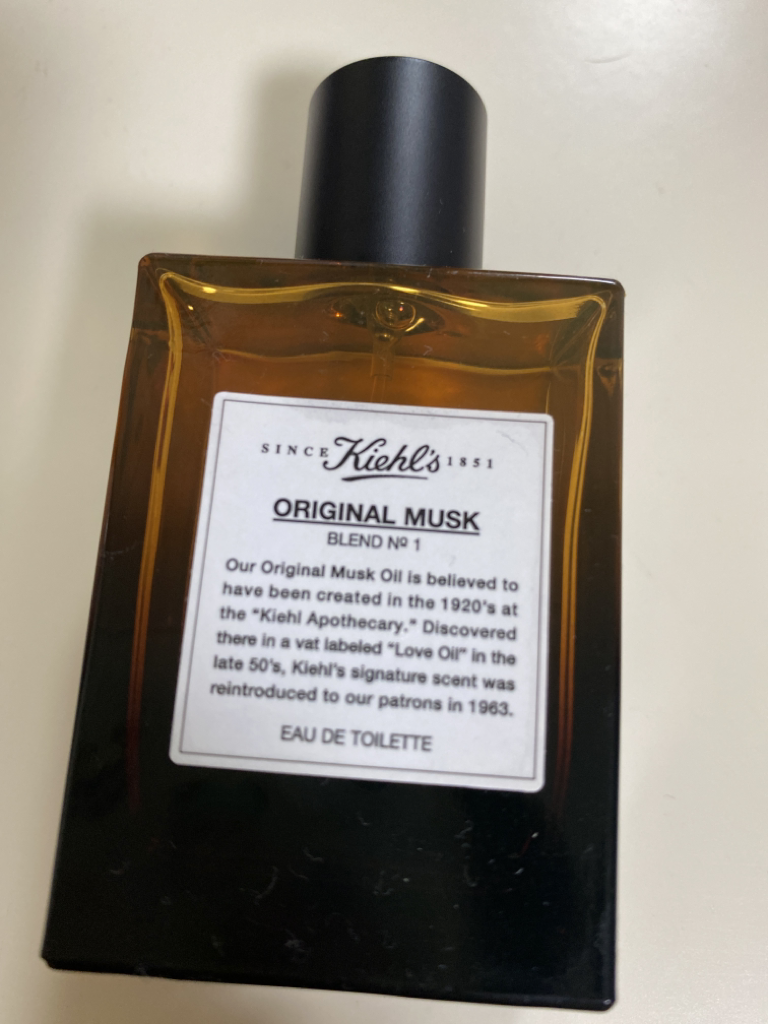 SINCE Kiehl's 1851
ORIGINAL MUSK
BLEND Nº 1
Our Original Musk Oil is believed to
have been created in the 1920's at
the "Kiehl Apothecary." Discovered
there in a vat labeled "Love Oil" in the
late 50's, Kiehl's signature scent was
reintroduced to our patrons in 1963.
EAU DE TOILETTE